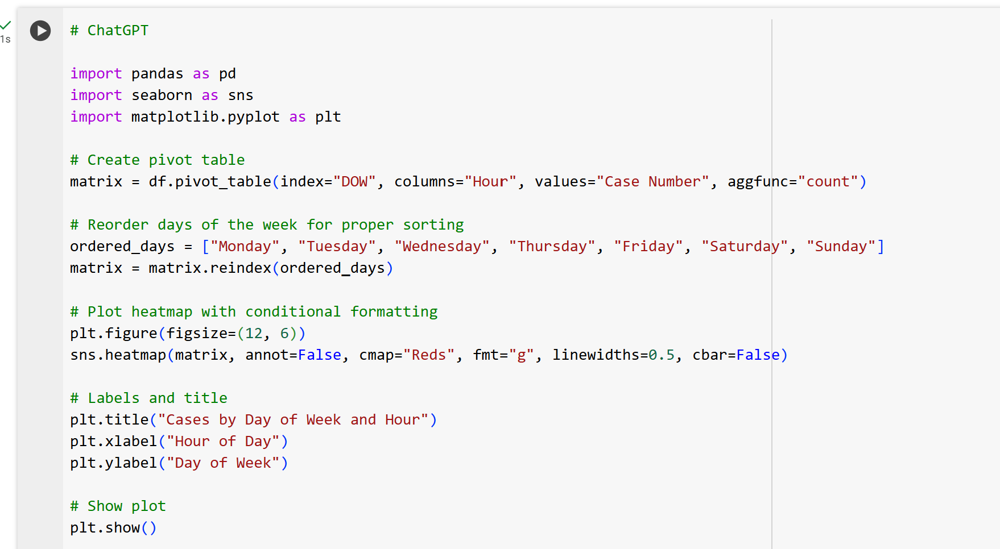 # ChatGPT
1s
import pandas as pd
import seaborn as sns
import matplotlib.pyplot as plt
# Create pivot table
matrix = df.pivot_table(index="DOW", columns="Hour", values="Case Number", aggfunc="count")
# Reorder days of the week for proper sorting
ordered_days = ["Monday", "Tuesday", "Wednesday", "Thursday", "Friday", "Saturday", "Sunday"]
matrix = matrix.reindex(ordered_days)
# Plot heatmap with conditional formatting
plt.figure(figsize=(12, 6))
sns.heatmap(matrix, annot=False, cmap="Reds", fmt="g", linewidths=0.5, cbar=False)
# Labels and title
plt.title("Cases by Day of Week and Hour")
plt.xlabel("Hour of Day")
plt.ylabel("Day of Week")
# Show plot
plt.show()